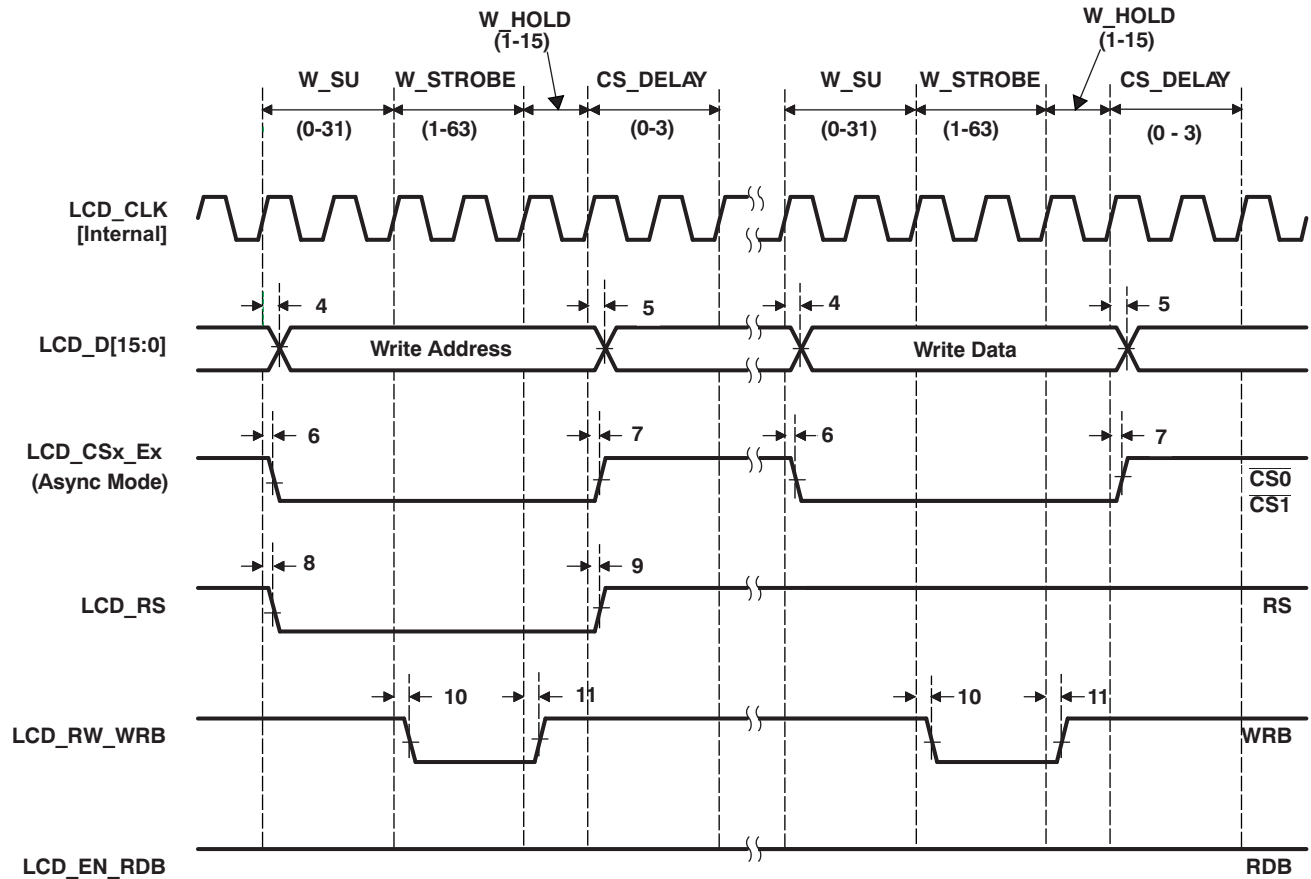 W_HOLD
(1-15)
W_HOLD
(1-15)
W_SU
W_STROBE
CS_DELAY
W_SU
W_STROBE
CS_DELAY
(0-31)
(1-63)
(0-3)
(0-31)
(1-63)
(0 - 3)
LCD_CLK
[Internal]
4
5
4
5
LCD_D[15:0]
Write Address
Write Data
6
7
6
7
LCD_CSx_Ex
(Async Mode)
CS0
CS1
8
9
LCD_RS
RS
10
11
10
11
LCD_RW_WRB
WRB
LCD_EN_RDB
RDB